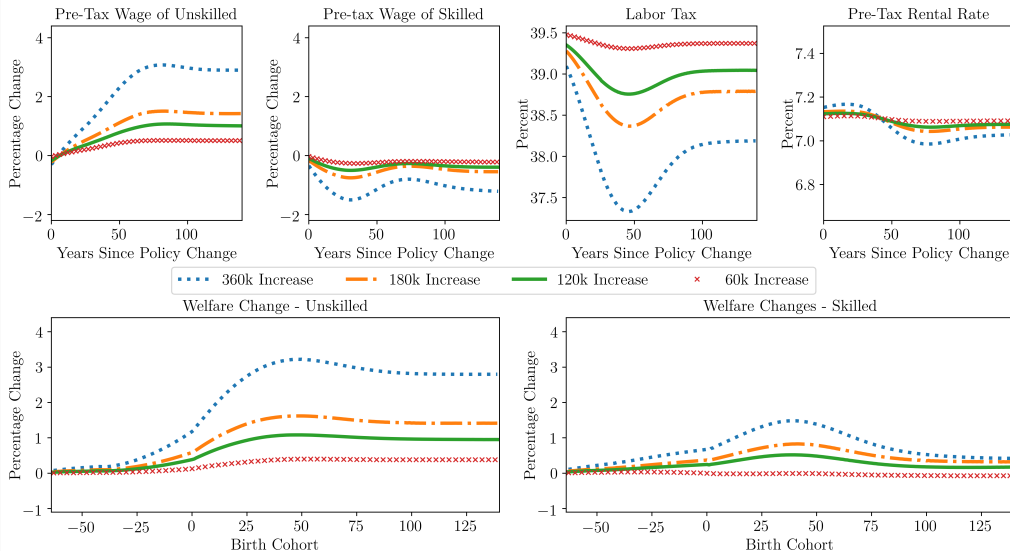 Pre-Tax Wage of Unskilled
Pre-tax Wage of Skilled
Labor Tax
Pre-Tax Rental Rate
Percentage Change
4
2
0
−2
0
50
100
Years Since Policy Change
Percentage Change
4
2
0
−2
0
50
100
Years Since Policy Change
Percent
39.5
39.0
38.5
38.0
37.5
0
50
100
Years Since Policy Change
Percent
7.4
7.2
7.0
6.8
0
50
100
Years Since Policy Change
360k Increase
180k Increase
120k Increase
60k Increase
Welfare Change - Unskilled
Welfare Changes - Skilled
Percentage Change
4
3
2
1
0
−1
−50
−25
0
25
50
75
100
125
Birth Cohort
Percentage Change
4
3
2
1
0
−1
−50
−25
0
25
50
75
100
125
Birth Cohort